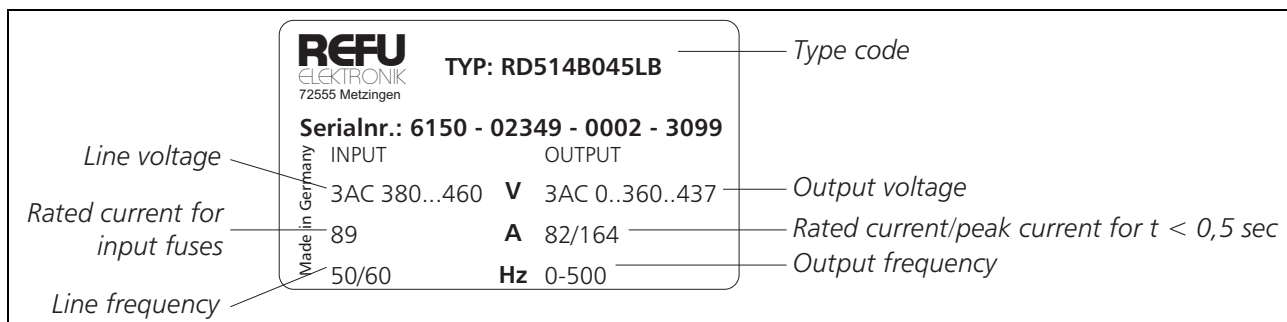 REFU
ELEKTRONIK
72555 Metzingen
TYP: RD514B045LB
Type code
Serialnr.: 6150 - 02349 - 0002 - 3099
Made in Germany
INPUT OUTPUT
Line voltage
3AC 380...460 V 3AC 0..360..437
Output voltage
Rated current for
input fuses
89 A 82/164
Rated current/peak current for t < 0,5 sec
50/60 Hz 0-500
Output frequency
Line frequency